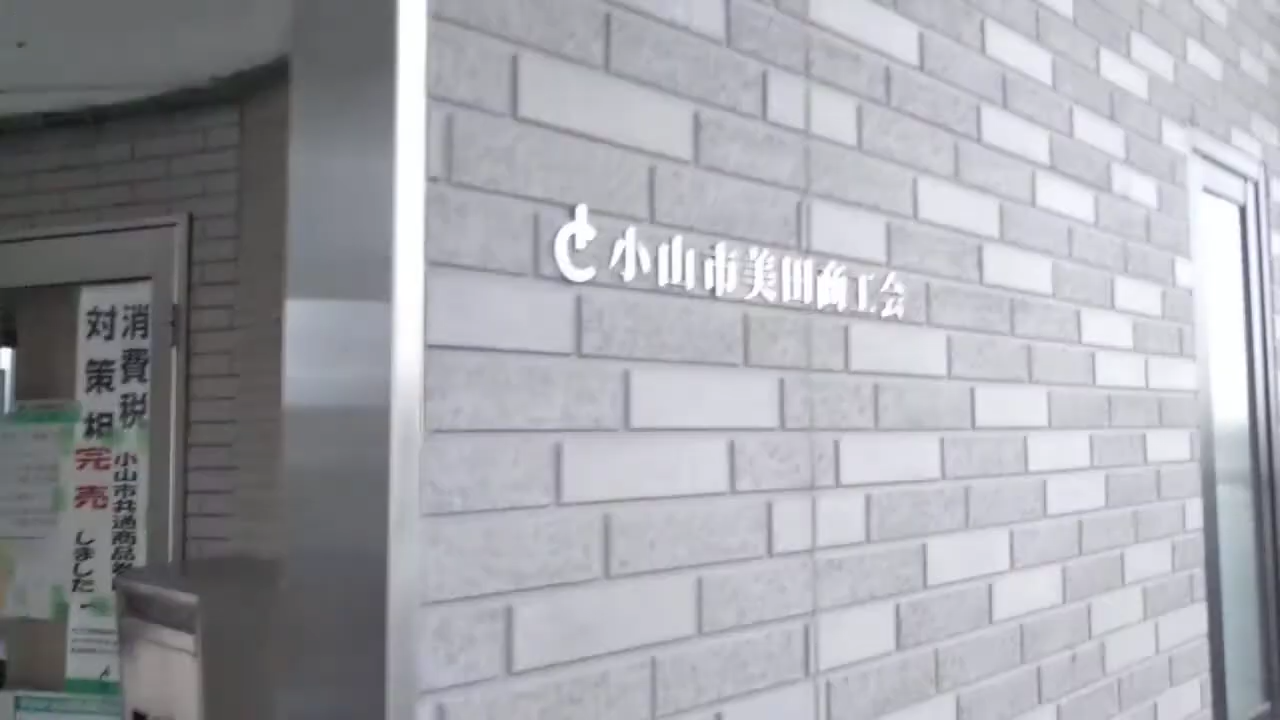 小山市美田商工会
消費税
対策相
小山市共通商品券
完売
しました